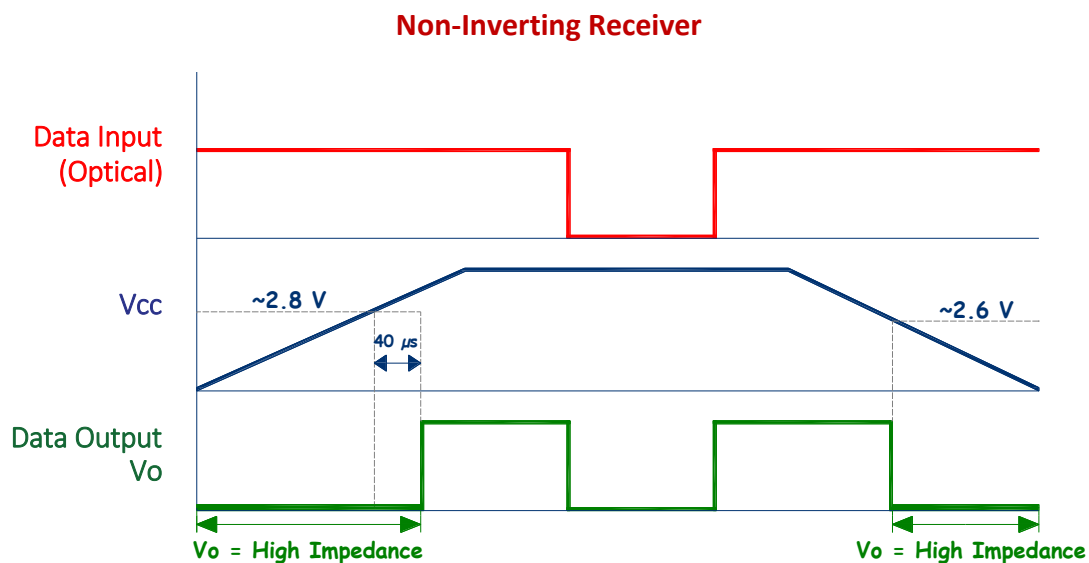 Non-Inverting Receiver
Data Input
(Optical)
Vcc
~2.8 V
~2.6 V
40 µs
Data Output
Vo
Vo = High Impedance
Vo = High Impedance